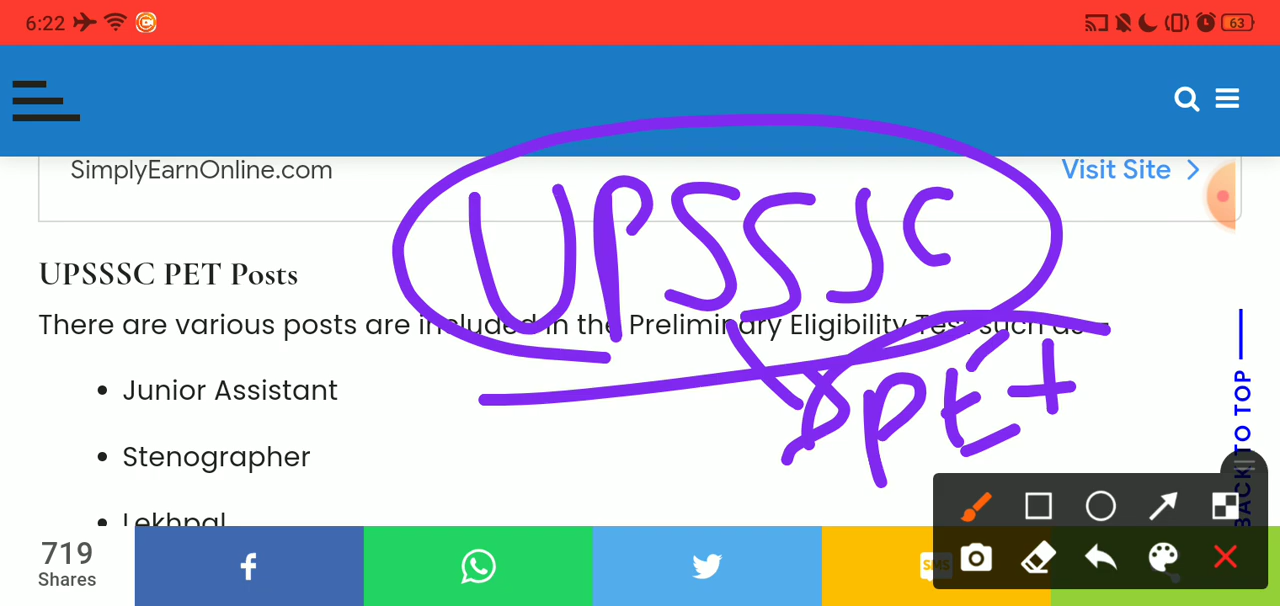 6:22
63
SimplyEarnOnline.com
Visit Site
UPSSSC
UPSSSC PET Posts
There are various posts are included in the Preliminary Eligibility Test such as –
PEt
Junior Assistant
Stenographer
Lekhpal
BACK TO TOP
719
Shares
SMS